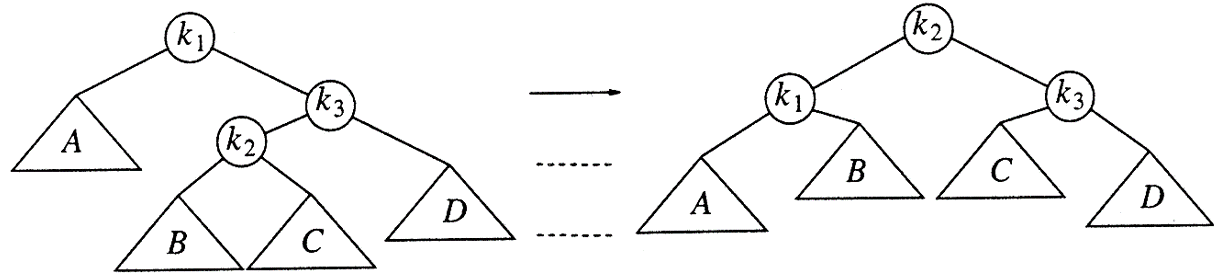 k₁ k₂
k₃ k₁ k₃
A k₂ B C
B C D A D